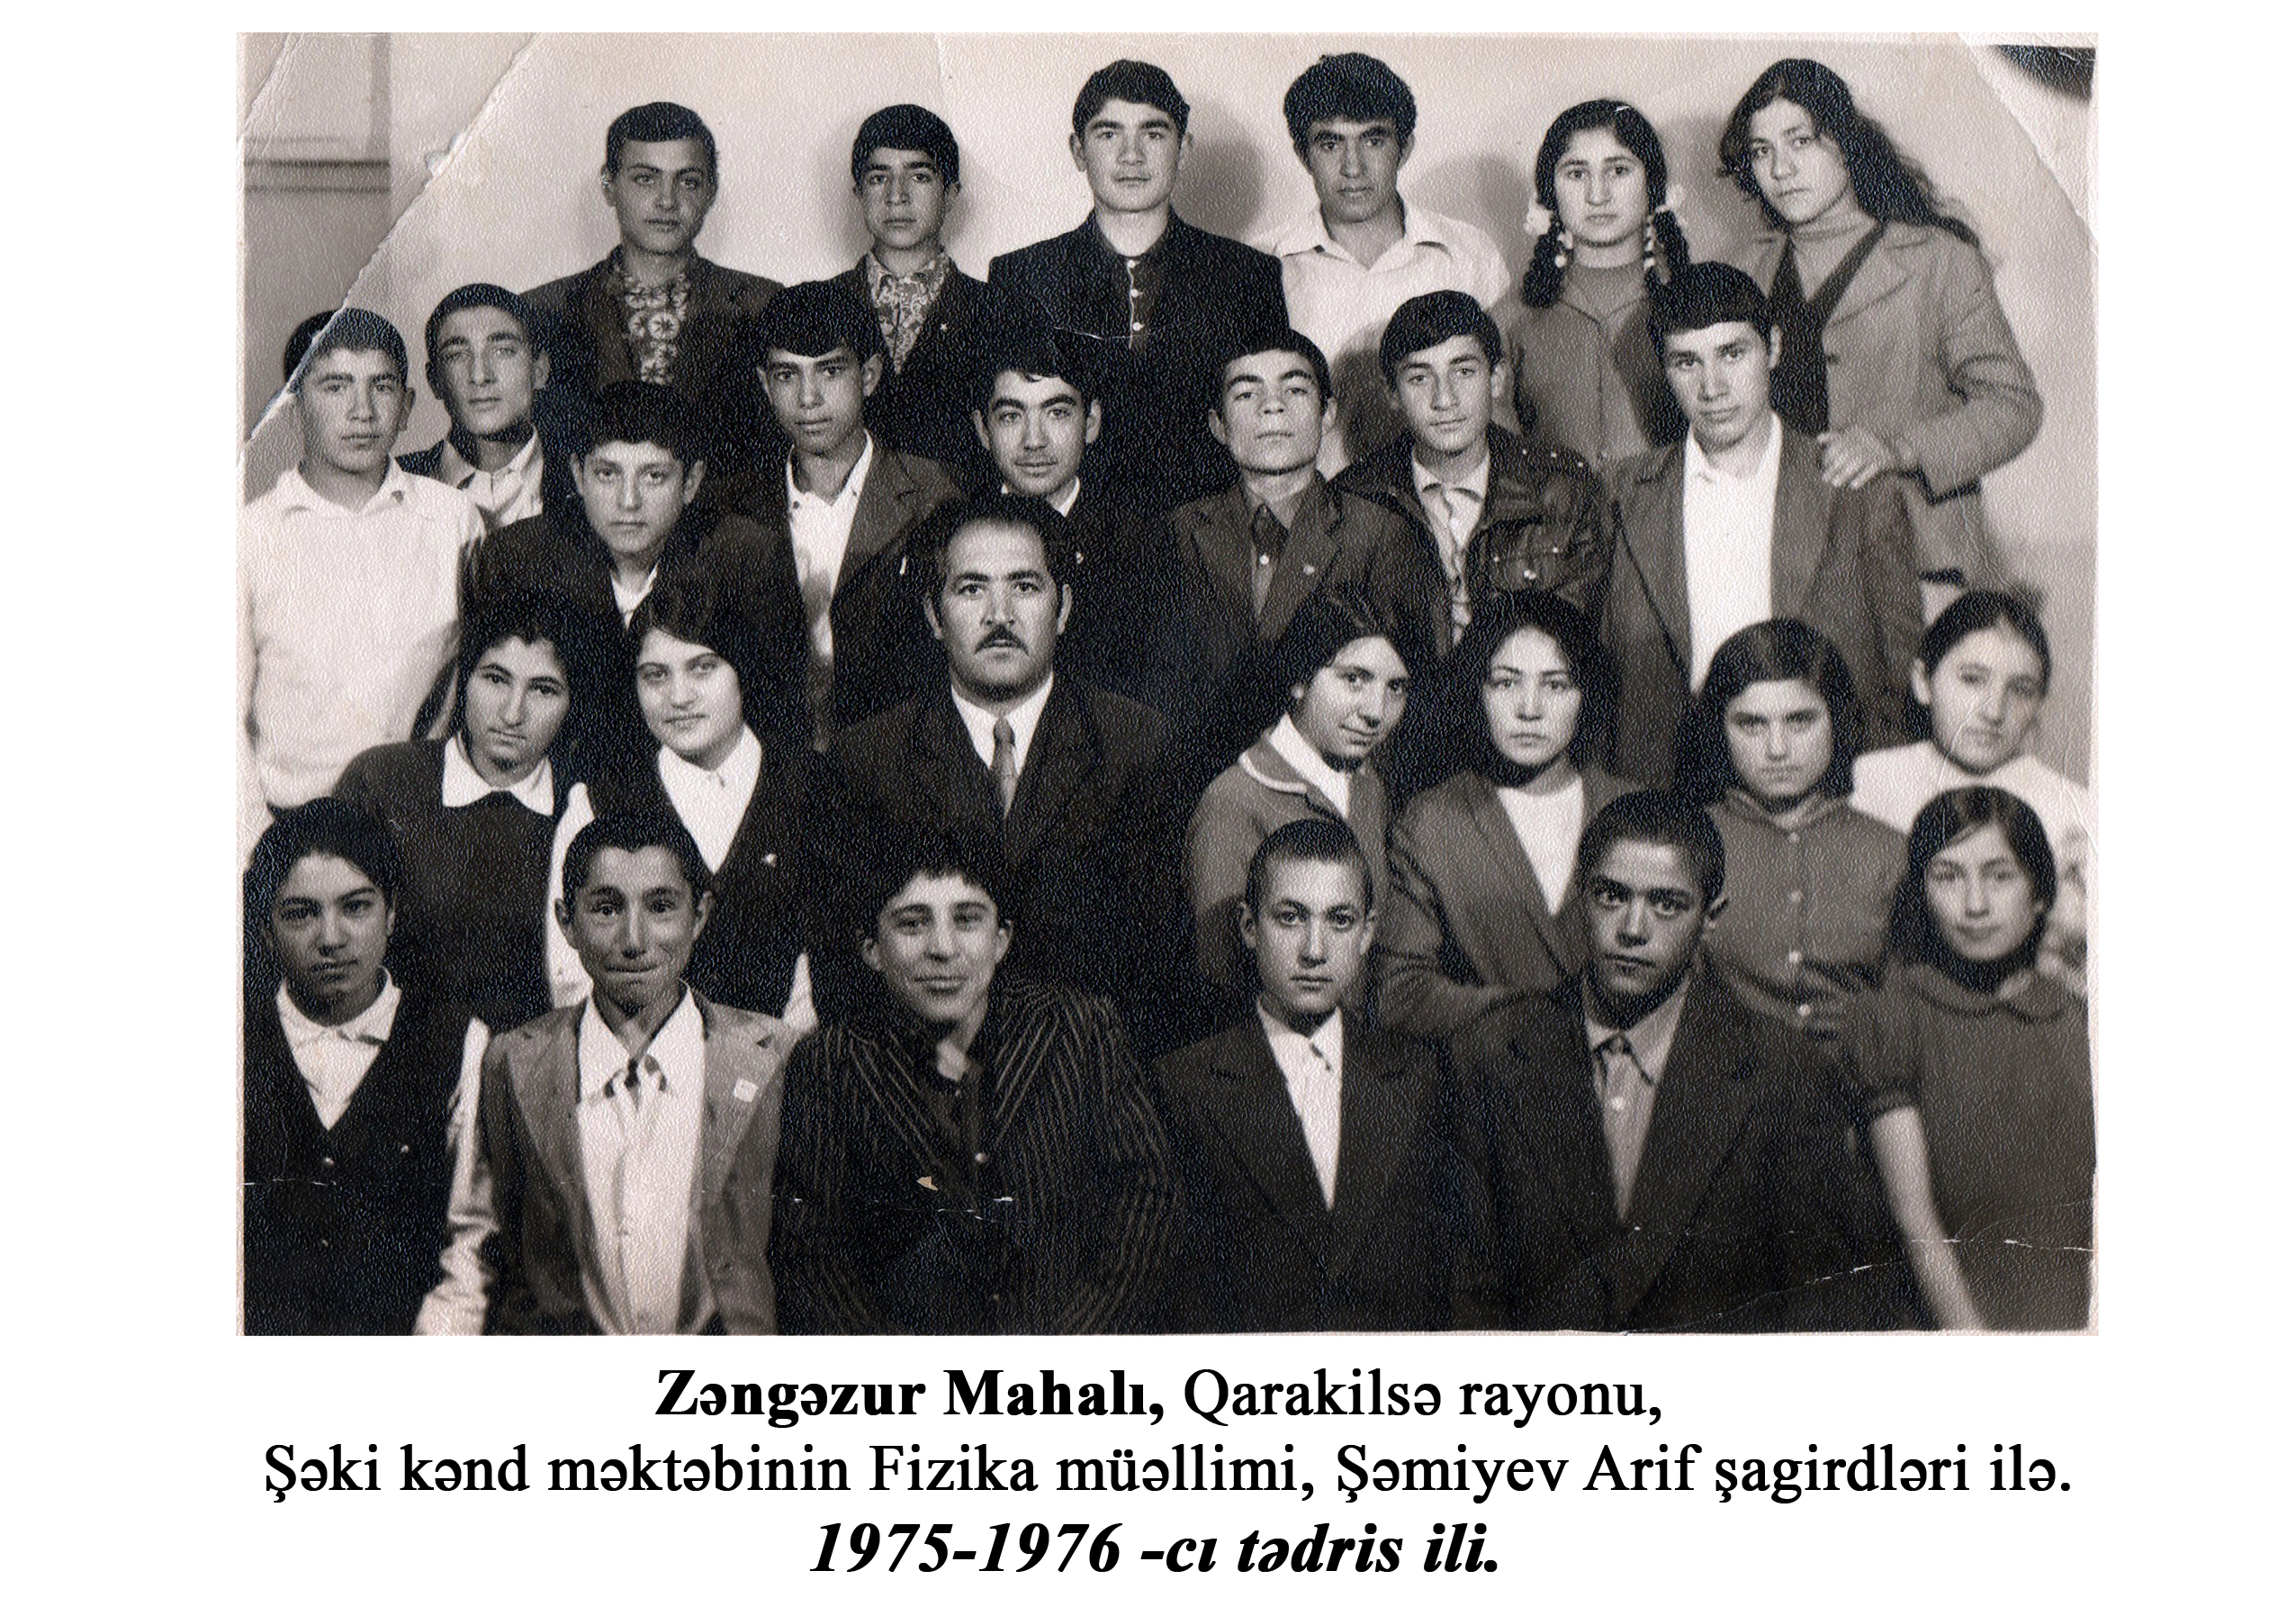 Zəngəzur Mahalı, Qarakilsə rayonu,
Şəki kənd məktəbinin Fizika müəllimi, Şəmiyev Arif şagirdləri ilə.
1975-1976 -cı tədris ili.